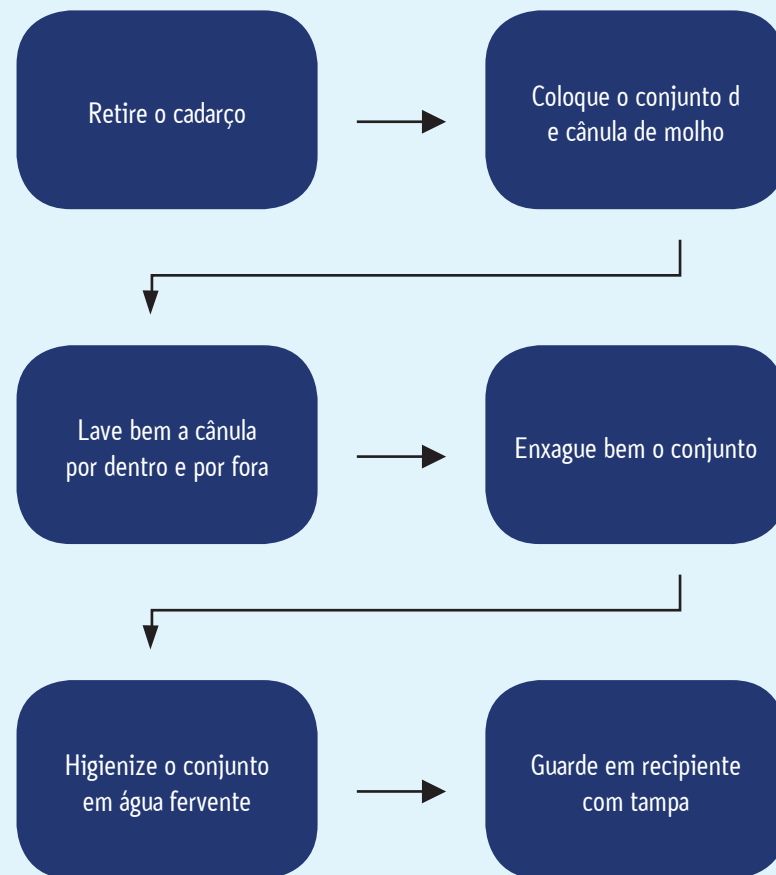 Retire o cadarço
Coloque o conjunto d
e cânula de molho
Lave bem a cânula
por dentro e por fora
Enxague bem o conjunto
Higienize o conjunto
em água fervente
Guarde em recipiente
com tampa